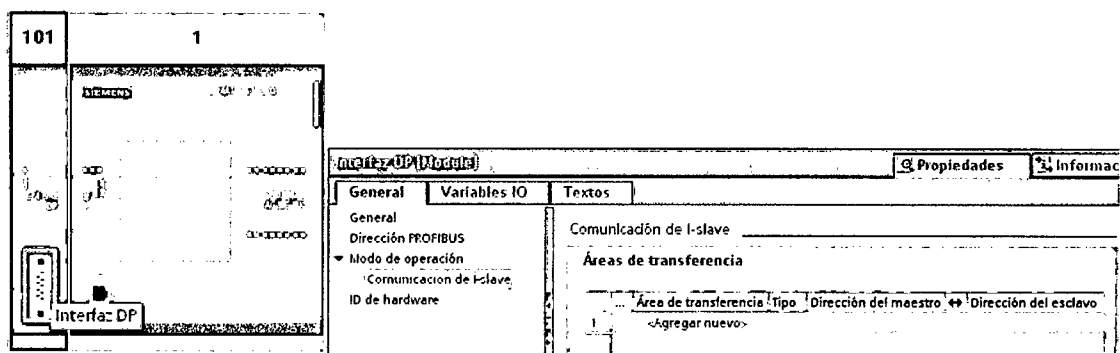 101
1
SIEMENS
Interfaz DP
Interfaz DP [Module]
Propiedades
Informac
General
Variables IO
Textos
General
Dirección PROFIBUS
Modo de operación
Comunicación de I-slave
ID de hardware
Comunicación de I-slave
Áreas de transferencia
... Área de transferencia Tipo Dirección del maestro ↔ Dirección del esclavo
1 <Agregar nuevo>